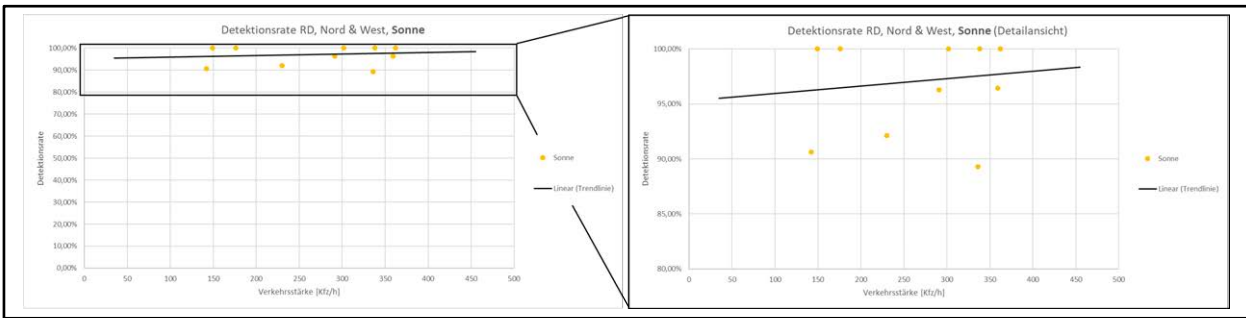 Detektionsrate RD, Nord & West, Sonne
100,00%
90,00%
80,00%
70,00%
60,00%
50,00%
40,00%
30,00%
20,00%
10,00%
0,00%
Detektionsrate
0 50 100 150 200 250 300 350 400 450 500
Verkehrsstärke [Kfz/h]
Sonne
Linear (Trendlinie)
Detektionsrate RD, Nord & West, Sonne (Detailansicht)
100,00%
95,00%
90,00%
85,00%
80,00%
Detektionsrate
0 50 100 150 200 250 300 350 400 450 500
Verkehrsstärke [Kfz/h]
Sonne
Linear (Trendlinie)